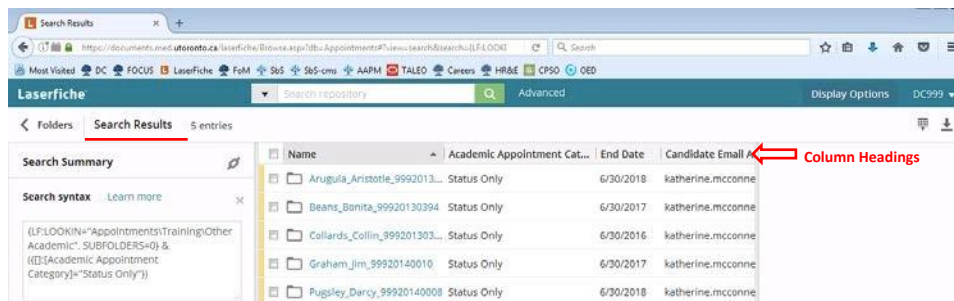 Search Results × +
https://documents.med.utoronto.ca/laserfiche/Browse.aspx?db=Appointments#?view=search&search=(LF:LOOKI Search
Most Visited DC FOCUS LaserFiche FoM SbS SbS-cms AAPM TALEO Careers HR&E CPSO OED
Laserfiche Search repository Advanced Display Options DC999
Folders Search Results 5 entries
Search Summary
Name Academic Appointment Cat... End Date Candidate Email A
Column Headings
Search syntax Learn more ×
{LF:LOOKIN="Appointments\Training\Other
Academic", SUBFOLDERS=0} &
({[]:[Academic Appointment
Category]="Status Only"})
Arugula_Aristotle_9992013... Status Only 6/30/2018 katherine.mcconne
Beans_Bonita_99920130394 Status Only 6/30/2017 katherine.mcconne
Collards_Collin_999201303... Status Only 6/30/2016 katherine.mcconne
Graham_Jim_99920140010 Status Only 6/30/2017 katherine.mcconne
Pugsley_Darcy_99920140008 Status Only 6/30/2018 katherine.mcconne